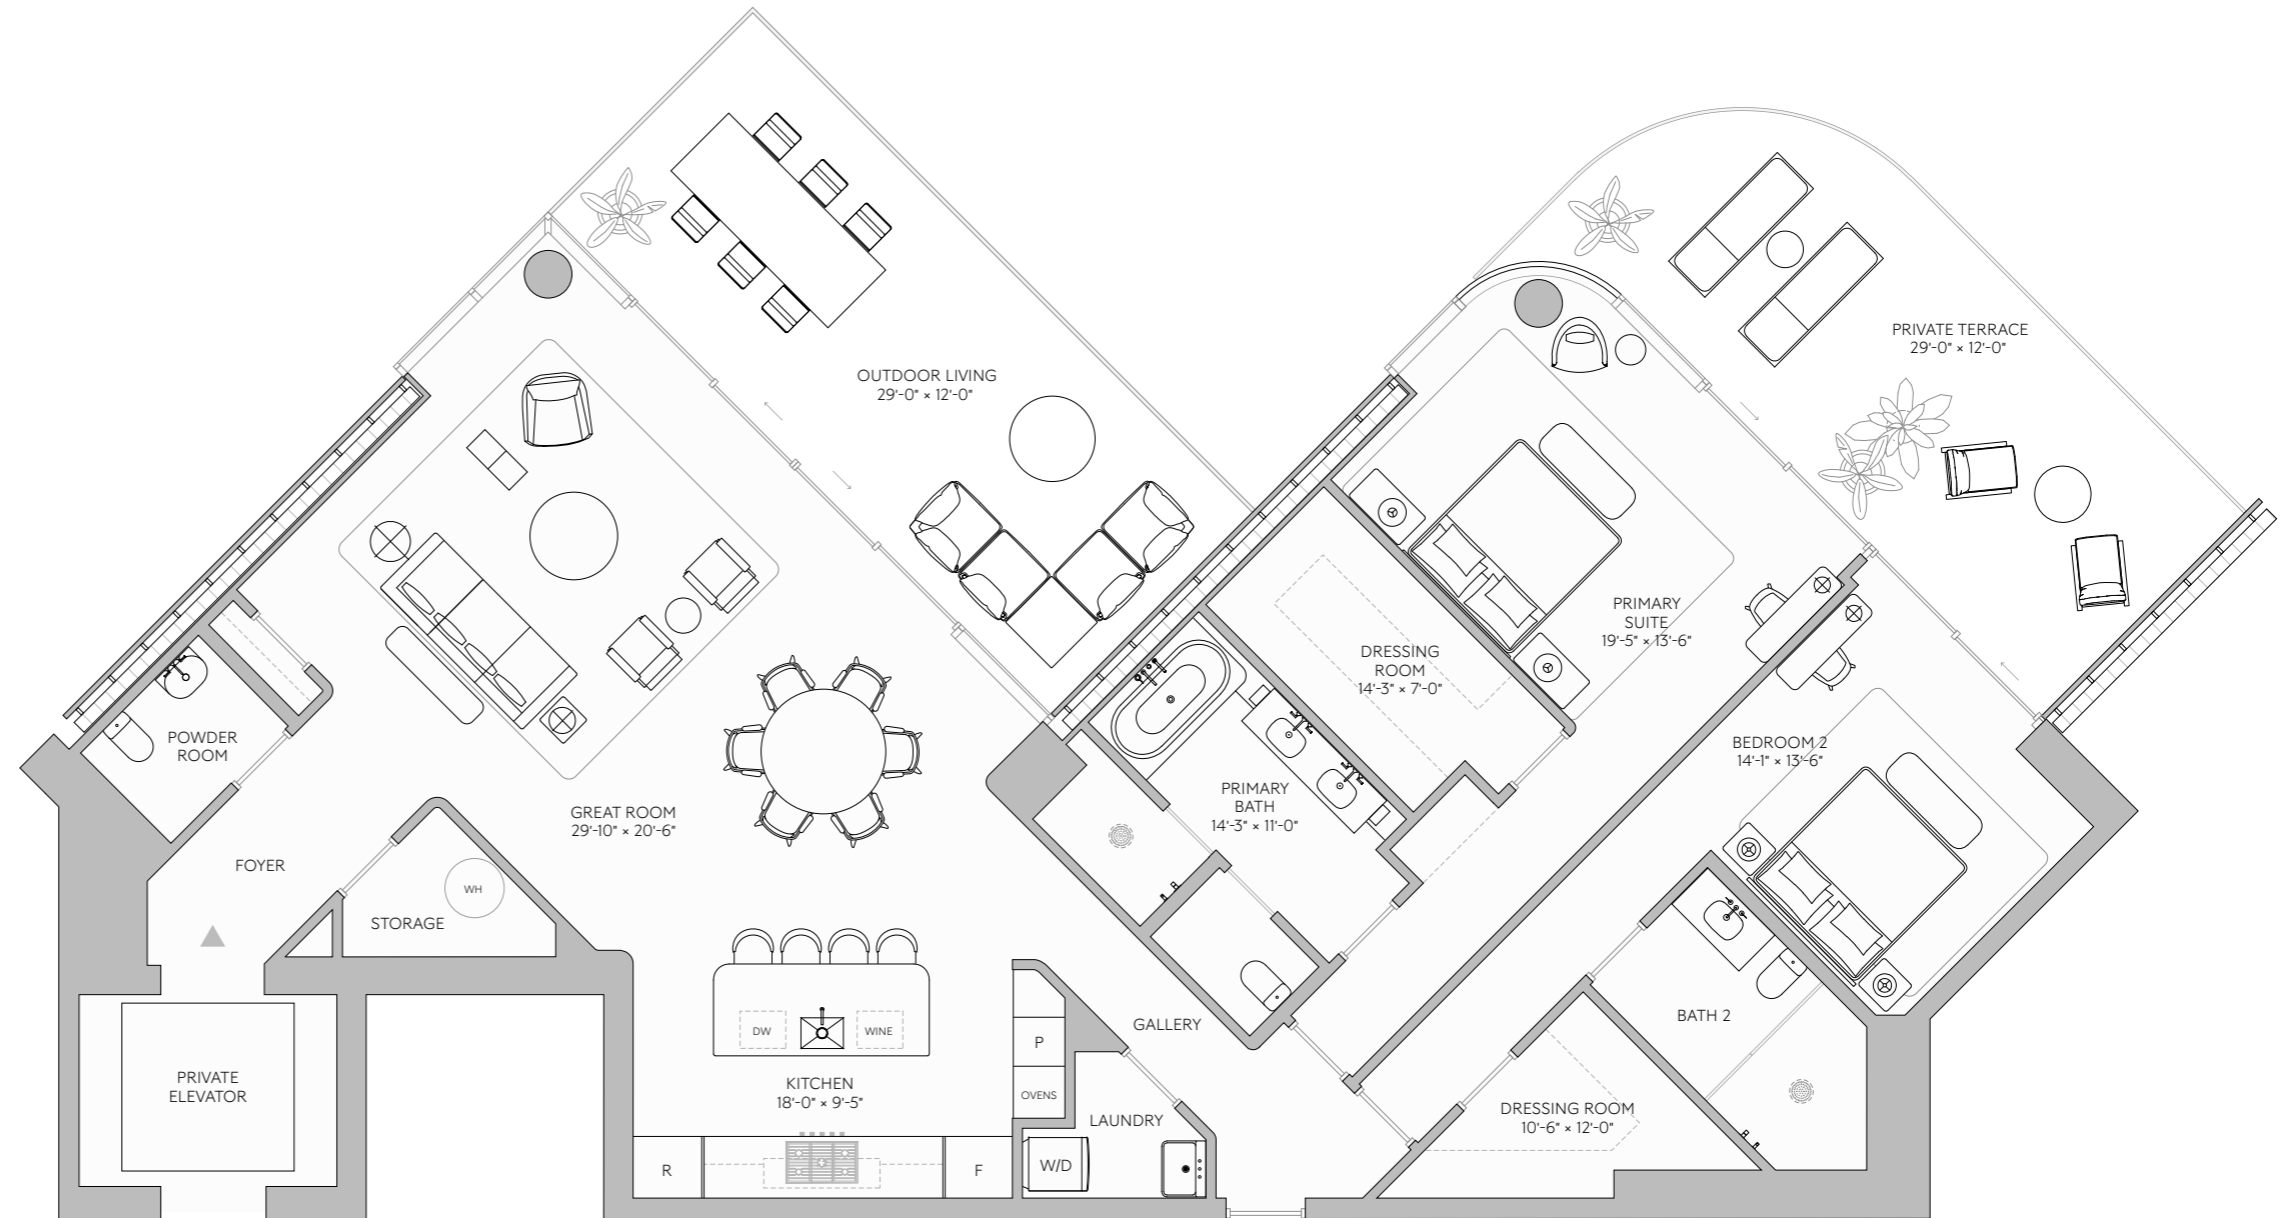 OUTDOOR LIVING
29'-0" × 12'-0"
PRIVATE TERRACE
29'-0" × 12'-0"
PRIMARY
SUITE
19'-5" × 13'-6"
DRESSING
ROOM
14'-3" × 7'-0"
POWDER
ROOM
BEDROOM 2
14'-1" × 13'-6"
GREAT ROOM
29'-10" × 20'-6"
PRIMARY
BATH
14'-3" × 11'-0"
FOYER
WH
STORAGE
GALLERY
BATH 2
DW
WINE
P
PRIVATE
ELEVATOR
KITCHEN
18'-0" × 9'-5"
OVENS
LAUNDRY
DRESSING ROOM
10'-6" × 12'-0"
R
F
W/D